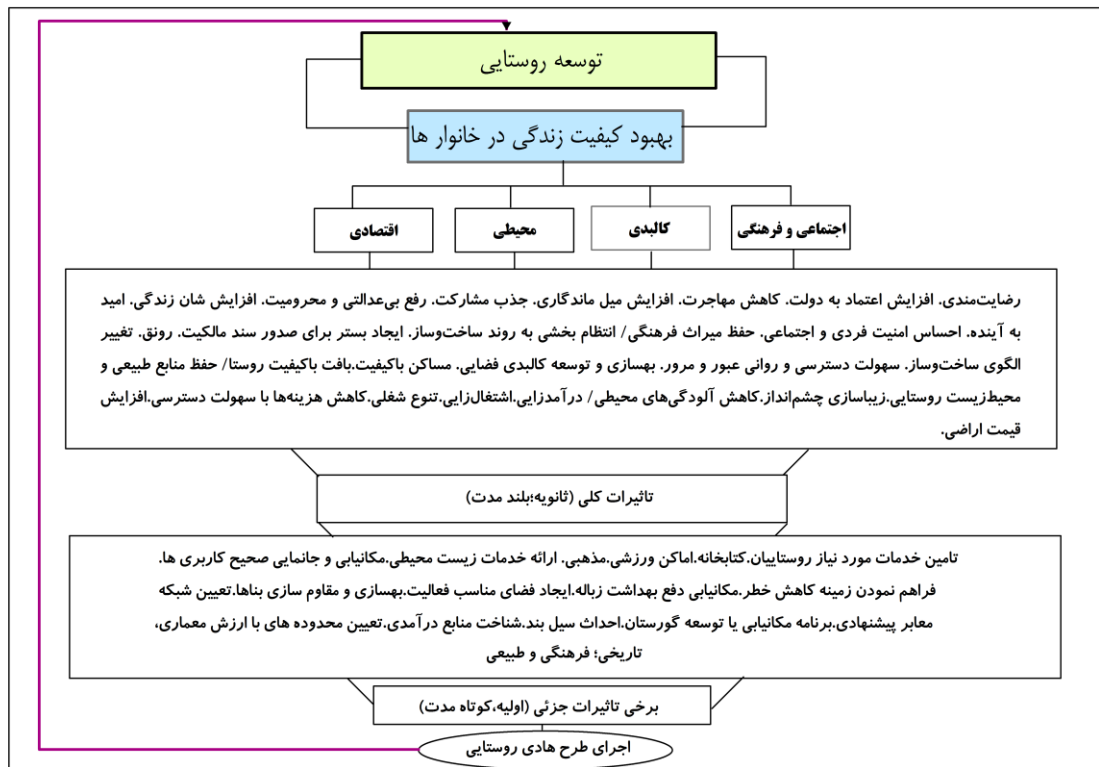 توسعه روستایی
بهبود کیفیت زندگی در خانوار ها
اجتماعی و فرهنگی
کالبدی
محیطی
اقتصادی
رضایت‌مندی. افزایش اعتماد به دولت. کاهش مهاجرت. افزایش میل ماندگاری. جذب مشارکت. رفع بی‌عدالتی و محرومیت. افزایش شان زندگی. امید
به آینده. احساس امنیت فردی و اجتماعی. حفظ میراث فرهنگی/ انتظام بخشی به روند ساخت‌وساز. ایجاد بستر برای صدور سند مالکیت. رونق. تغییر
الگوی ساخت‌وساز. سهولت دسترسی و روانی عبور و مرور. بهسازی و توسعه کالبدی فضایی. مساکن باکیفیت.بافت باکیفیت روستا/ حفظ منابع طبیعی و
محیط‌زیست روستایی.زیباسازی چشم‌انداز.کاهش آلودگی‌های محیطی/ درآمدزایی.اشتغال‌زایی.تنوع شغلی.کاهش هزینه‌ها با سهولت دسترسی.افزایش
قیمت اراضی.
تاثیرات کلی (ثانویه؛بلند مدت)
تامین خدمات مورد نیاز روستاییان.کتابخانه.اماکن ورزشی.مذهبی. ارائه خدمات زیست محیطی.مکانیابی و جانمایی صحیح کاربری ها.
فراهم نمودن زمینه کاهش خطر.مکانیابی دفع بهداشت زباله.ایجاد فضای مناسب فعالیت.بهسازی و مقاوم سازی بناها.تعیین شبکه
معابر پیشنهادی.برنامه مکانیابی یا توسعه گورستان.احداث سیل بند.شناخت منابع درآمدی.تعیین محدوده های با ارزش معماری،
تاریخی؛ فرهنگی و طبیعی
برخی تاثیرات جزئی (اولیه،کوتاه مدت)
اجرای طرح هادی روستایی